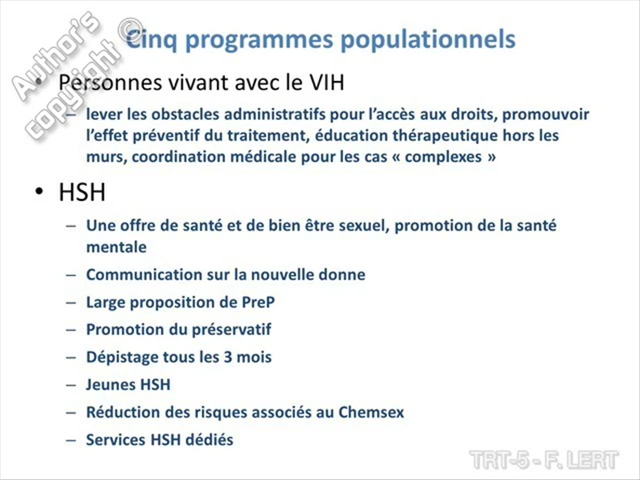 Cinq programmes populationnels
• Personnes vivant avec le VIH
– lever les obstacles administratifs pour l'accès aux droits, promouvoir
l'effet préventif du traitement, éducation thérapeutique hors les
murs, coordination médicale pour les cas « complexes »
• HSH
– Une offre de santé et de bien être sexuel, promotion de la santé
mentale
– Communication sur la nouvelle donne
– Large proposition de PreP
– Promotion du préservatif
– Dépistage tous les 3 mois
– Jeunes HSH
– Réduction des risques associés au Chemsex
– Services HSH dédiés
Author's
copyright ©
TRT-5 - F. LERT